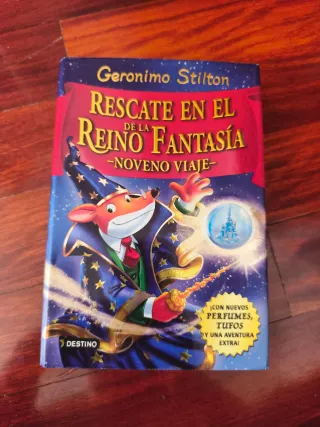 Geronimo Stilton
RESCATE EN EL
REINO DE LA FANTASÍA
-NOVENO VIAJE-
¡CON NUEVOS
PERFUMES,
TUFOS
Y UNA AVENTURA
EXTRA!
DESTINO